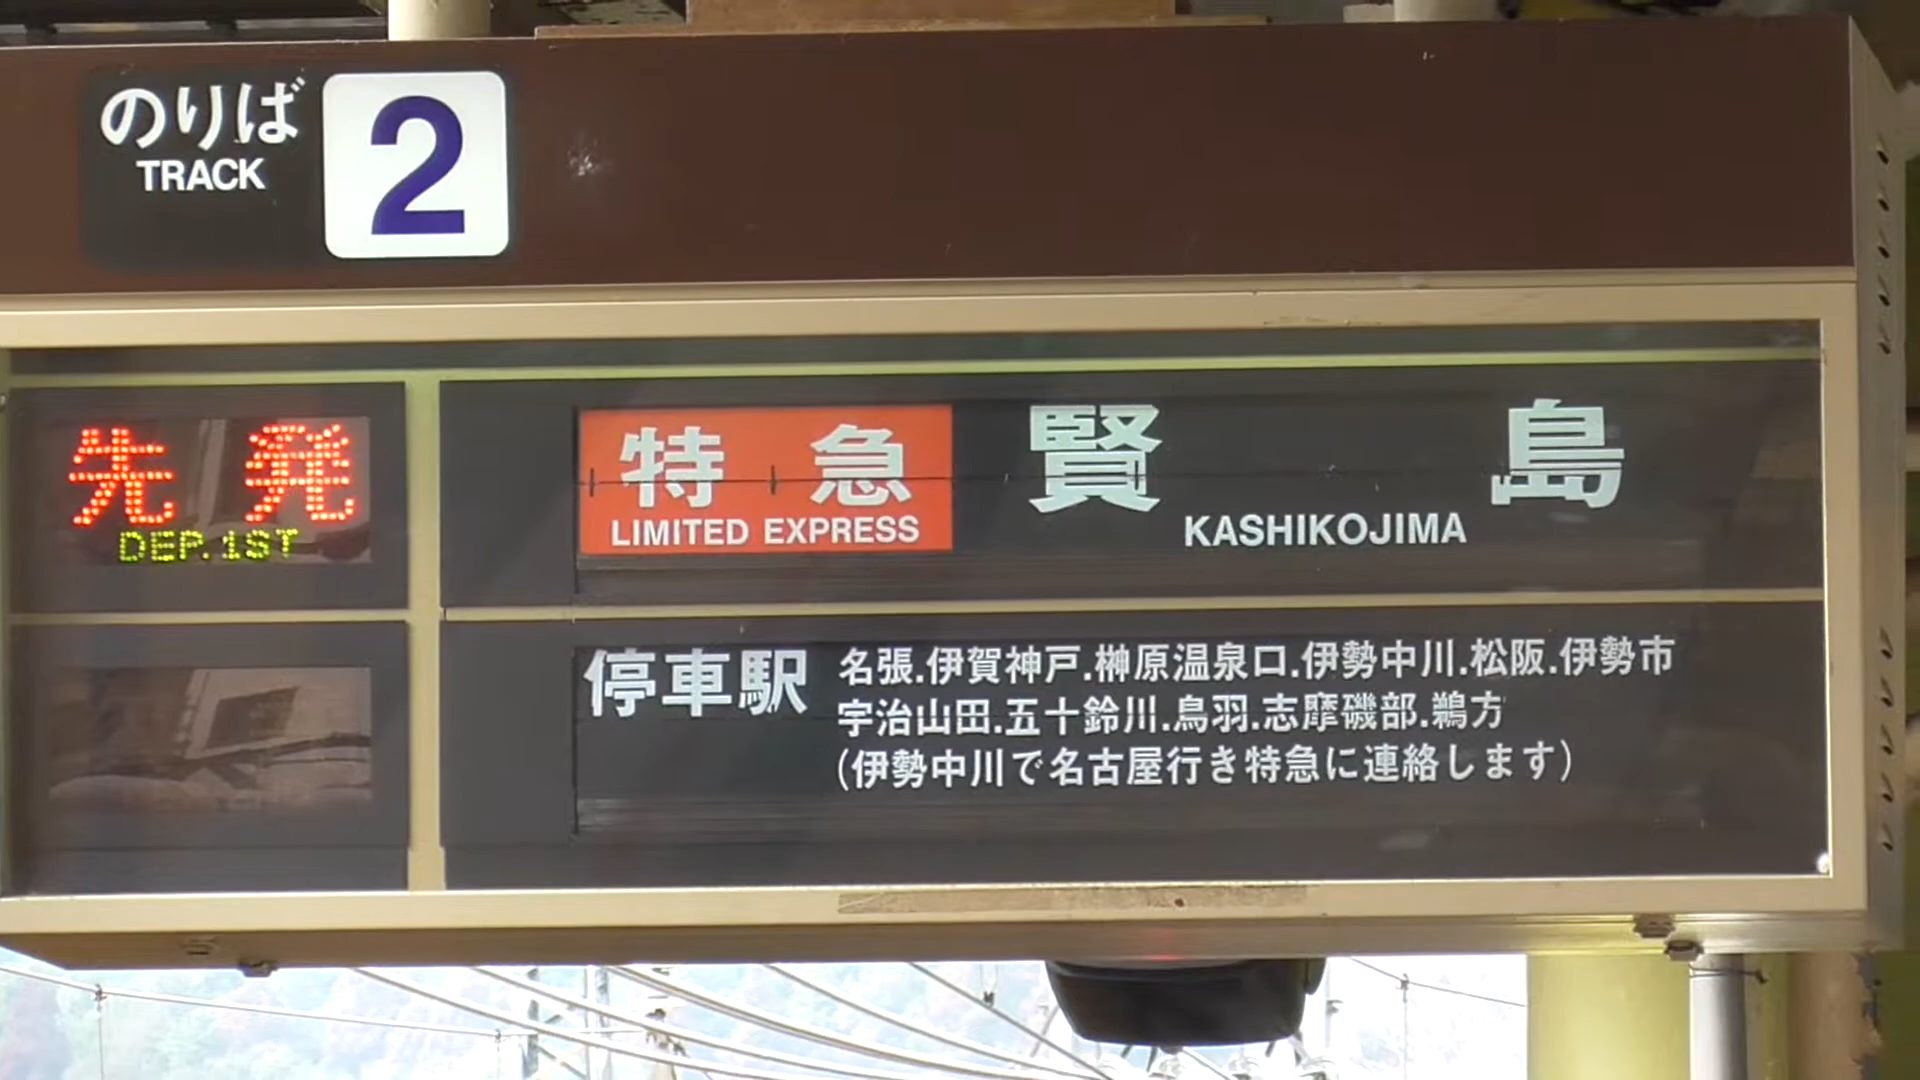 のりば
TRACK
2
先発
DEP. 1ST
特急
LIMITED EXPRESS
賢島
KASHIKOJIMA
停車駅
名張.伊賀神戸.榊原温泉口.伊勢中川.松阪.伊勢市
宇治山田.五十鈴川.鳥羽.志摩磯部.鵜方
(伊勢中川で名古屋行き特急に連絡します)